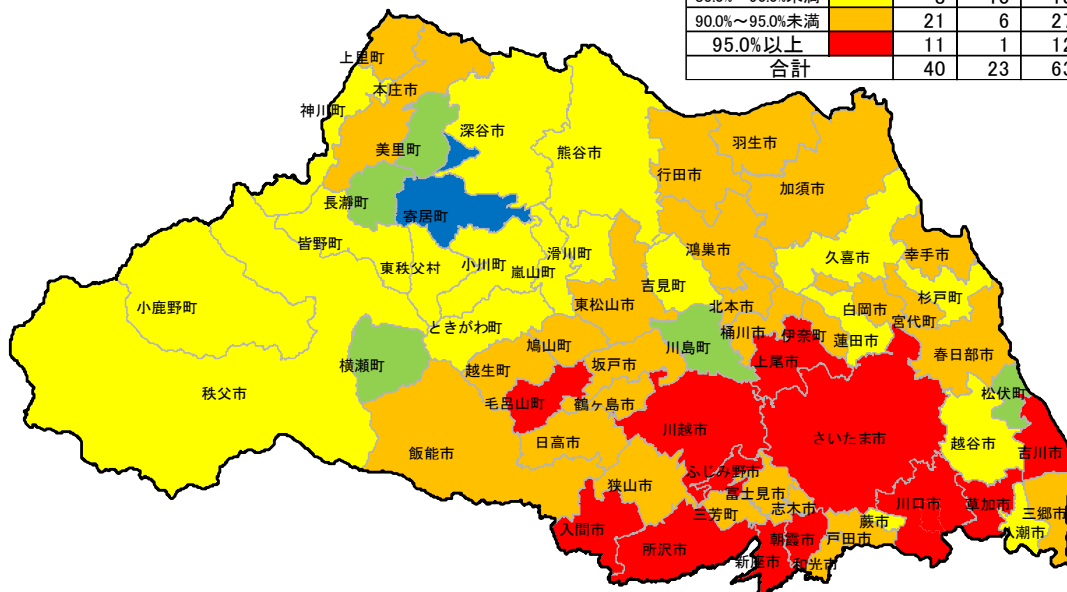 90.0%～95.0%未満 21 6 27
95.0%以上 11 1 12
合計 40 23 63
上里町
本庄市
神川町
深谷市
美里町
熊谷市
羽生市
行田市
加須市
長瀞町
寄居町
皆野町
東秩父村
小川町
嵐山町
滑川町
吉見町
鴻巣市
久喜市
幸手市
小鹿野町
ときがわ町
東松山市
北本市
桶川市
伊奈町
白岡市
杉戸町
宮代町
蓮田市
春日部市
横瀬町
秩父市
鳩山町
越生町
坂戸市
川島町
上尾市
松伏町
毛呂山町
鶴ヶ島市
川越市
さいたま市
越谷市
吉川市
飯能市
日高市
狭山市
ふじみ野市
富士見市
三芳町
志木市
川口市
草加市
三郷市
八潮市
蕨市
戸田市
入間市
所沢市
朝霞市
新座市
和光市